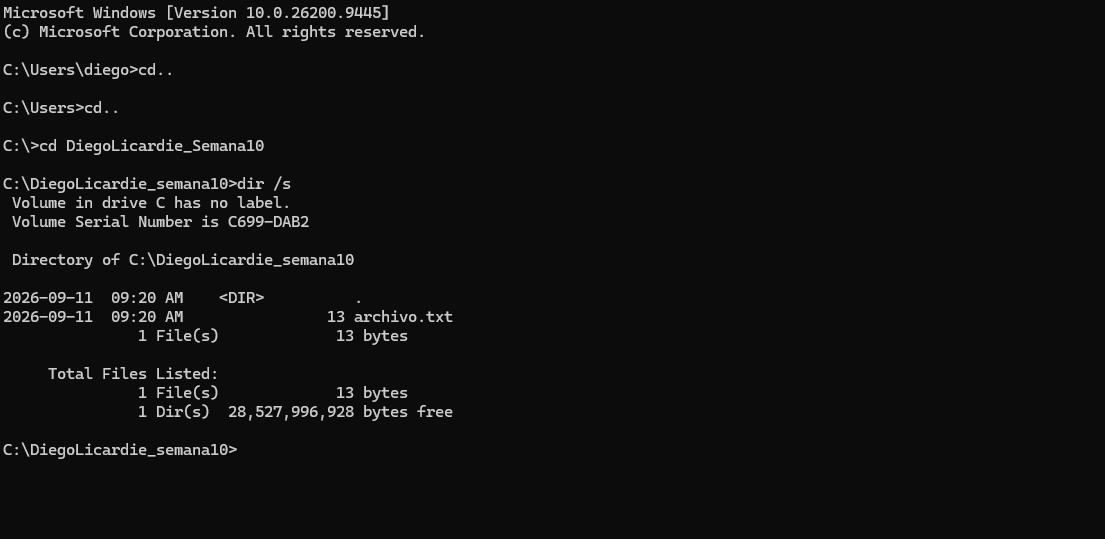 Microsoft Windows [Version 10.0.26200.9445]
(c) Microsoft Corporation. All rights reserved.
C:\Users\diego>cd..
C:\Users>cd..
C:\>cd DiegoLicardie_Semana10
C:\DiegoLicardie_semana10>dir /s
 Volume in drive C has no label.
 Volume Serial Number is C699-DAB2
 Directory of C:\DiegoLicardie_semana10
2026-09-11  09:20 AM    <DIR>          .
2026-09-11  09:20 AM                13 archivo.txt
               1 File(s)             13 bytes
     Total Files Listed:
               1 File(s)             13 bytes
               1 Dir(s)  28,527,996,928 bytes free
C:\DiegoLicardie_semana10>